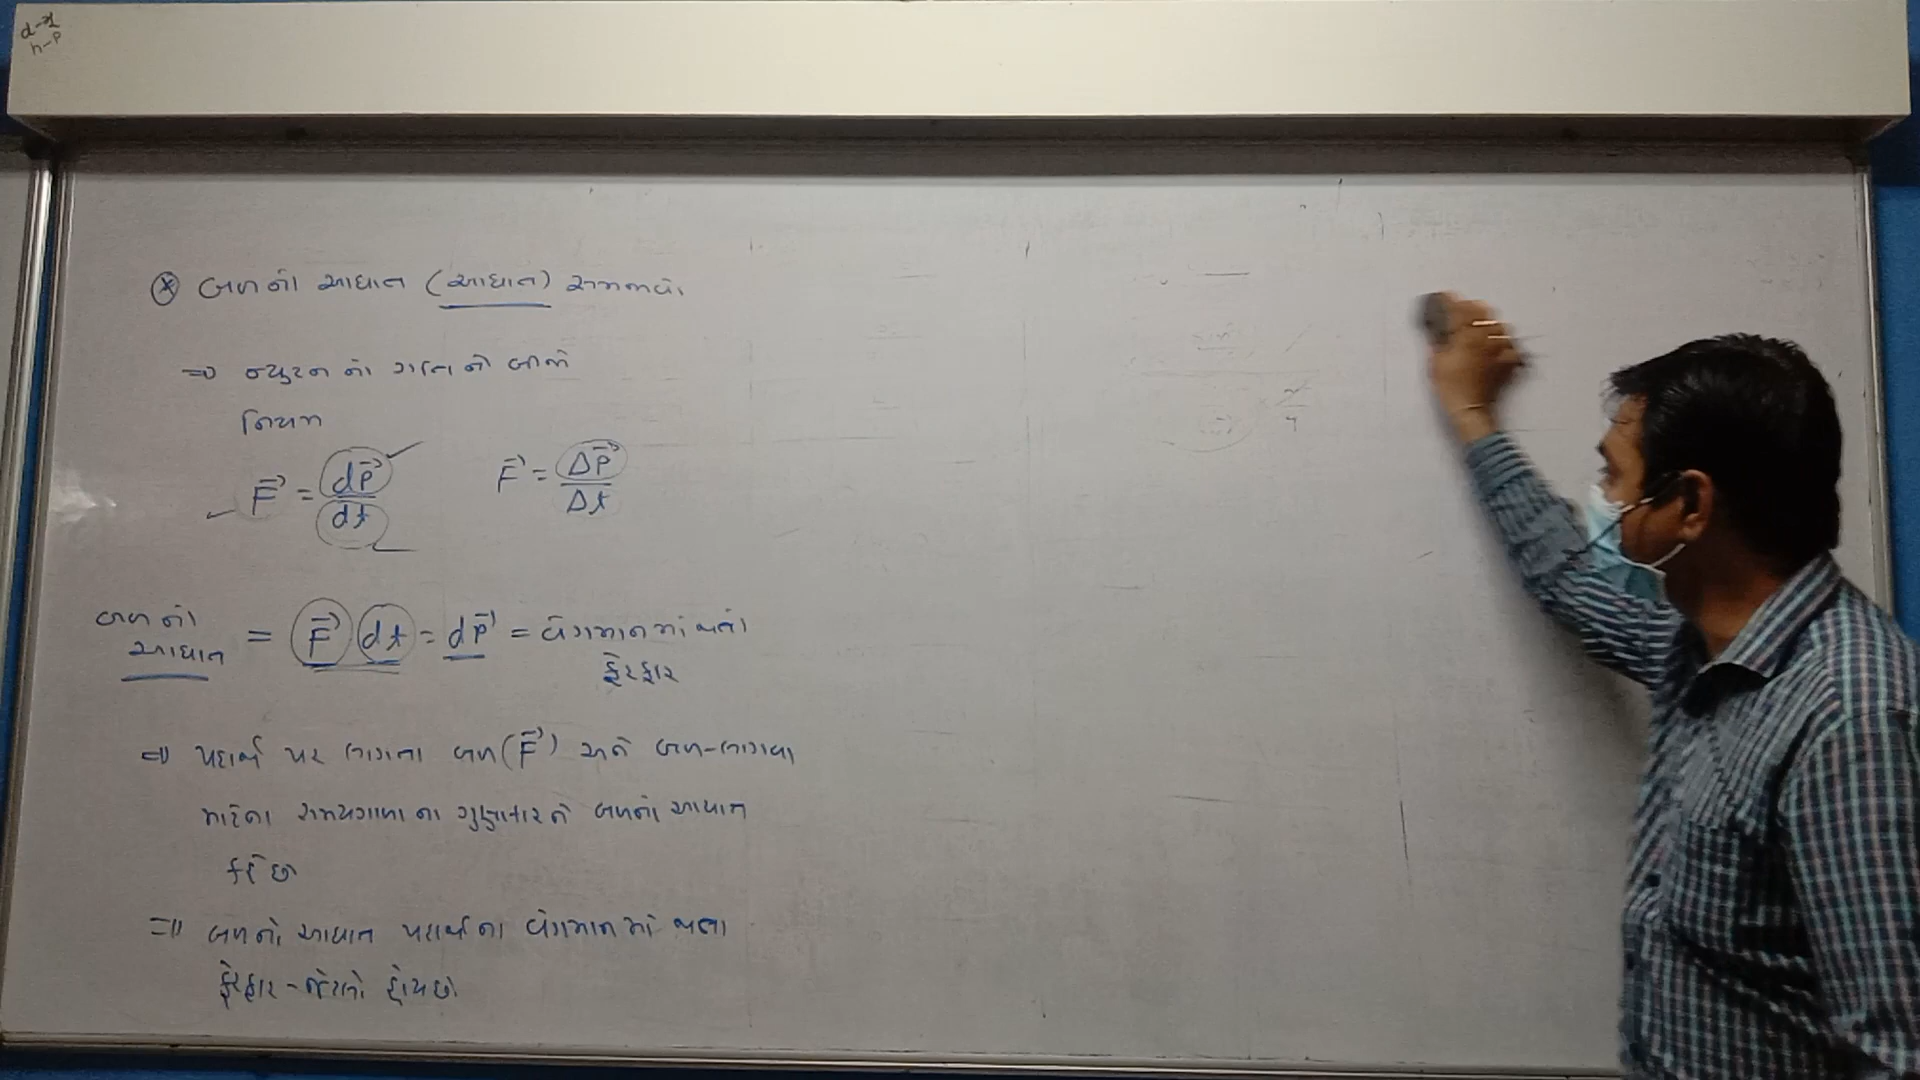 d→x
n→p
⊛ બળનો આઘાત (આઘાત) સમજાવો.
⇒ ન્યુટનનો ગતિનો બીજો
નિયમ
F⃗ = dp⃗/dt F⃗ = Δp⃗/Δt
બળનો આઘાત = F⃗ dt = dp⃗ = વેગમાનમાં થતો
ફેરફાર
⇒ પદાર્થ પર લાગતા બળ(F⃗) અને બળ-લાગવા
માટેના સમયગાળાના ગુણાકારને બળનો આઘાત
કહે છે
⇒ બળનો આઘાત પદાર્થના વેગમાનમાં થતા
ફેરફાર-જેટલો હોય છે.